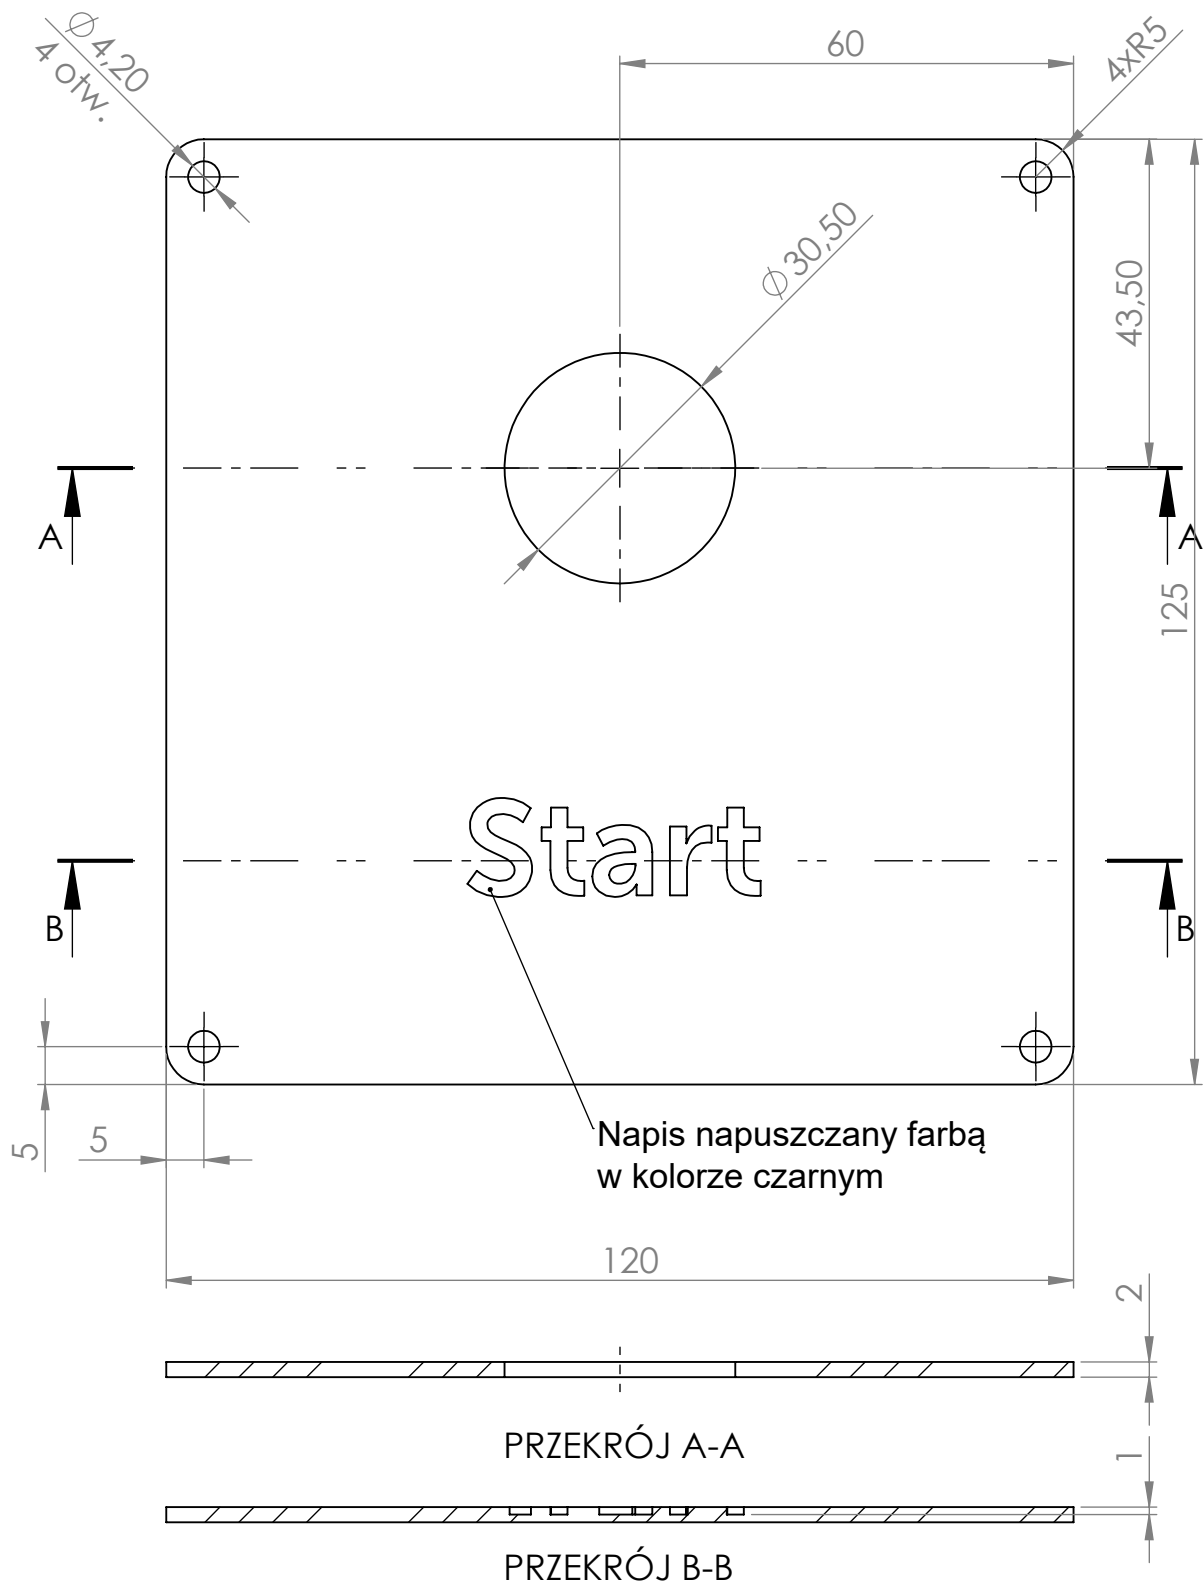 ⌀ 4,20
4 otw.
60
4xR5
⌀ 30,50
43,50
A
A
125
Start
B
B
5
5
Napis napuszczany farbą
w kolorze czarnym
120
2
PRZEKRÓJ A-A
1
PRZEKRÓJ B-B